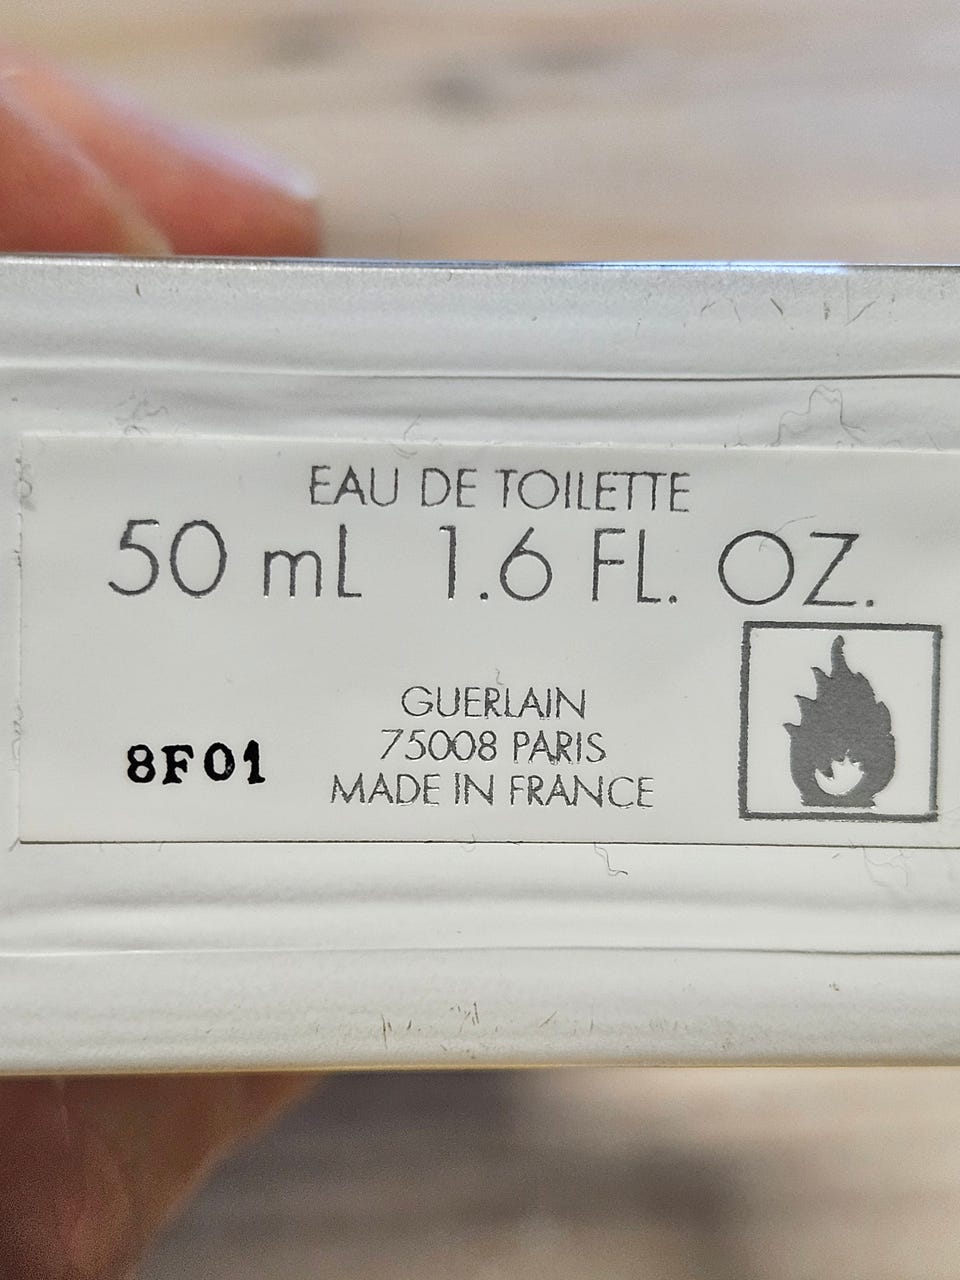 EAU DE TOILETTE
50 mL 1.6 FL. OZ.
GUERLAIN
75008 PARIS
MADE IN FRANCE
8F01